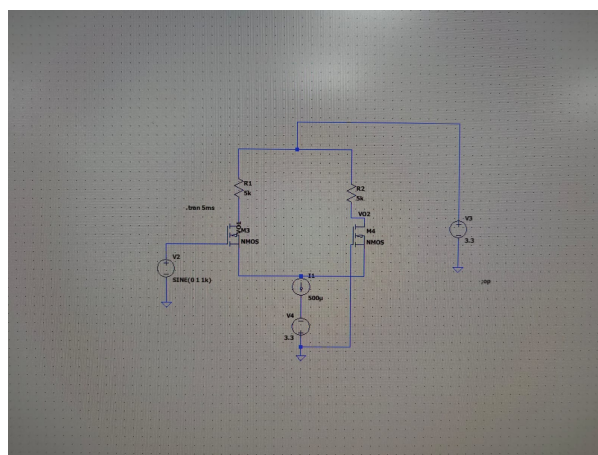 R1
5k
R2
5k
.tran 5ms
VO2
V3
M3
M4
3.3
NMOS
NMOS
V2
SINE(0 1 1k)
I1
500µ
V4
3.3